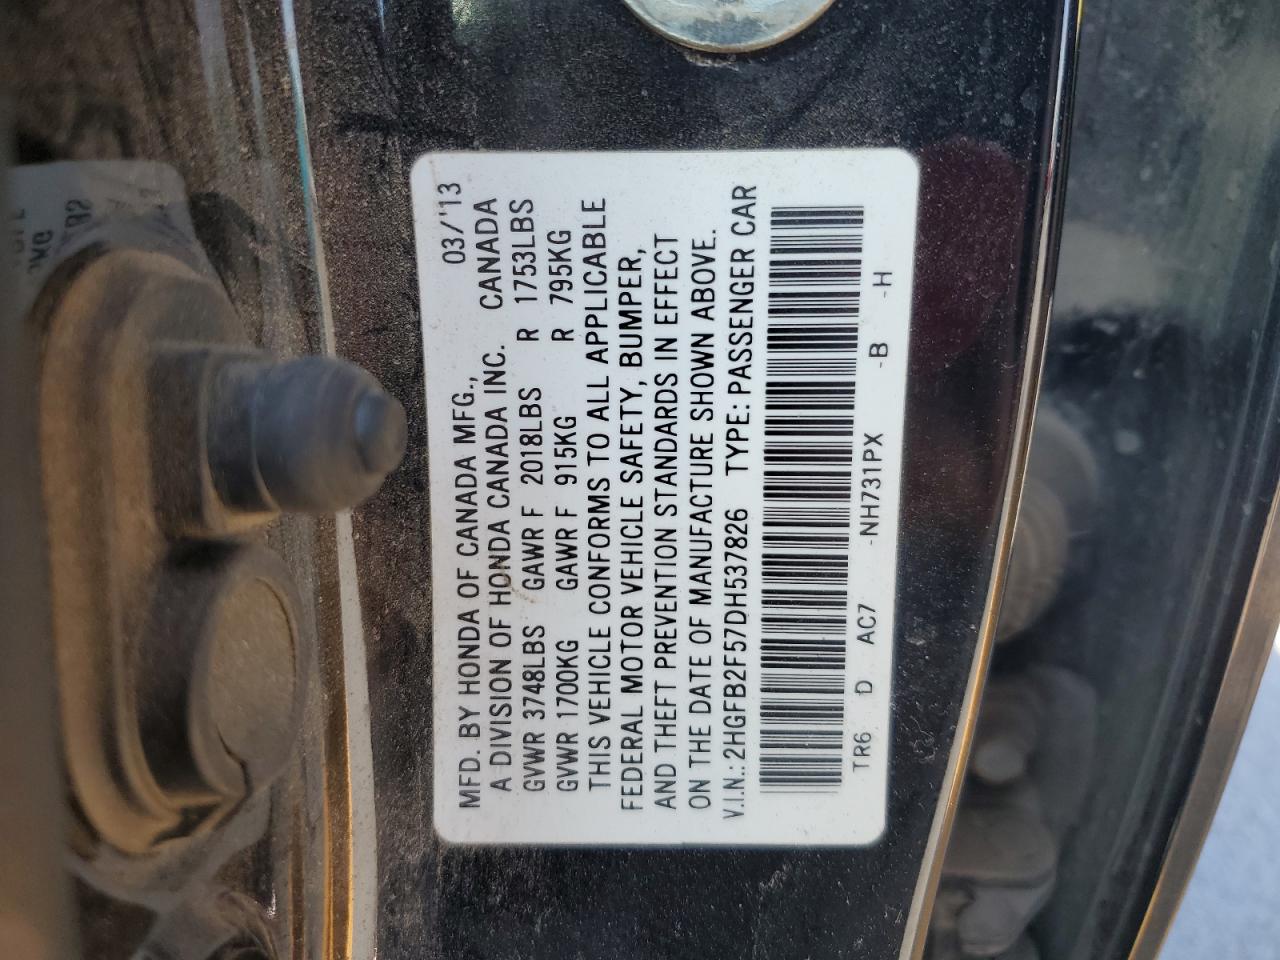 MFD. BY HONDA OF CANADA MFG., 03/'13
A DIVISION OF HONDA CANADA INC. CANADA
GVWR 3748LBS GAWR F 2018LBS R 1753LBS
GVWR 1700KG GAWR F 915KG R 795KG
THIS VEHICLE CONFORMS TO ALL APPLICABLE
FEDERAL MOTOR VEHICLE SAFETY, BUMPER,
AND THEFT PREVENTION STANDARDS IN EFFECT
ON THE DATE OF MANUFACTURE SHOWN ABOVE.
V.I.N.: 2HGFB2F57DH537826 TYPE: PASSENGER CAR
TR6 D AC7 -NH731PX -B -H